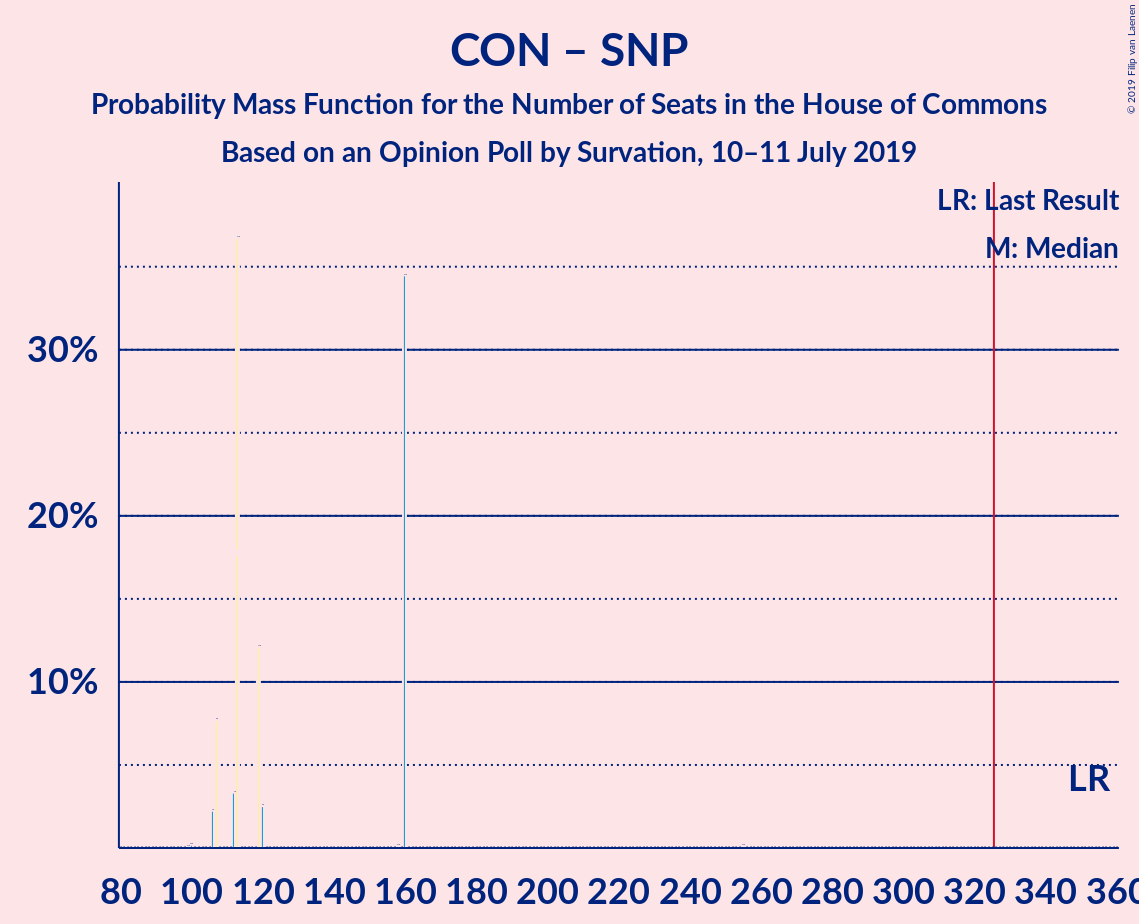 © 2019 Filip van Laenen
CON – SNP
Probability Mass Function for the Number of Seats in the House of Commons
Based on an Opinion Poll by Survation, 10–11 July 2019
LR: Last Result
M: Median
30%
20%
10%
LR
80 100 120 140 160 180 200 220 240 260 280 300 320 340 360